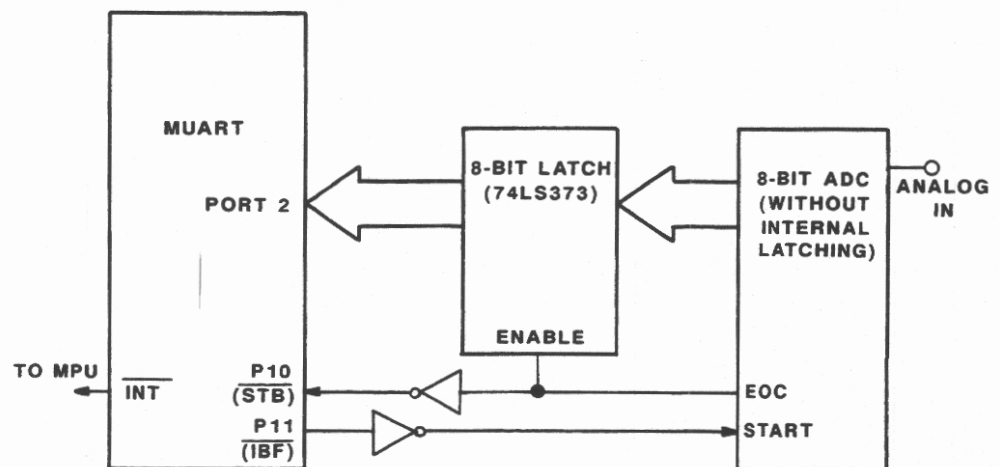 MUART
PORT 2
8-BIT LATCH
(74LS373)
ENABLE
8-BIT ADC
(WITHOUT
INTERNAL
LATCHING)
ANALOG
IN
TO MPU
INT
P10
(STB)
P11
(IBF)
EOC
START